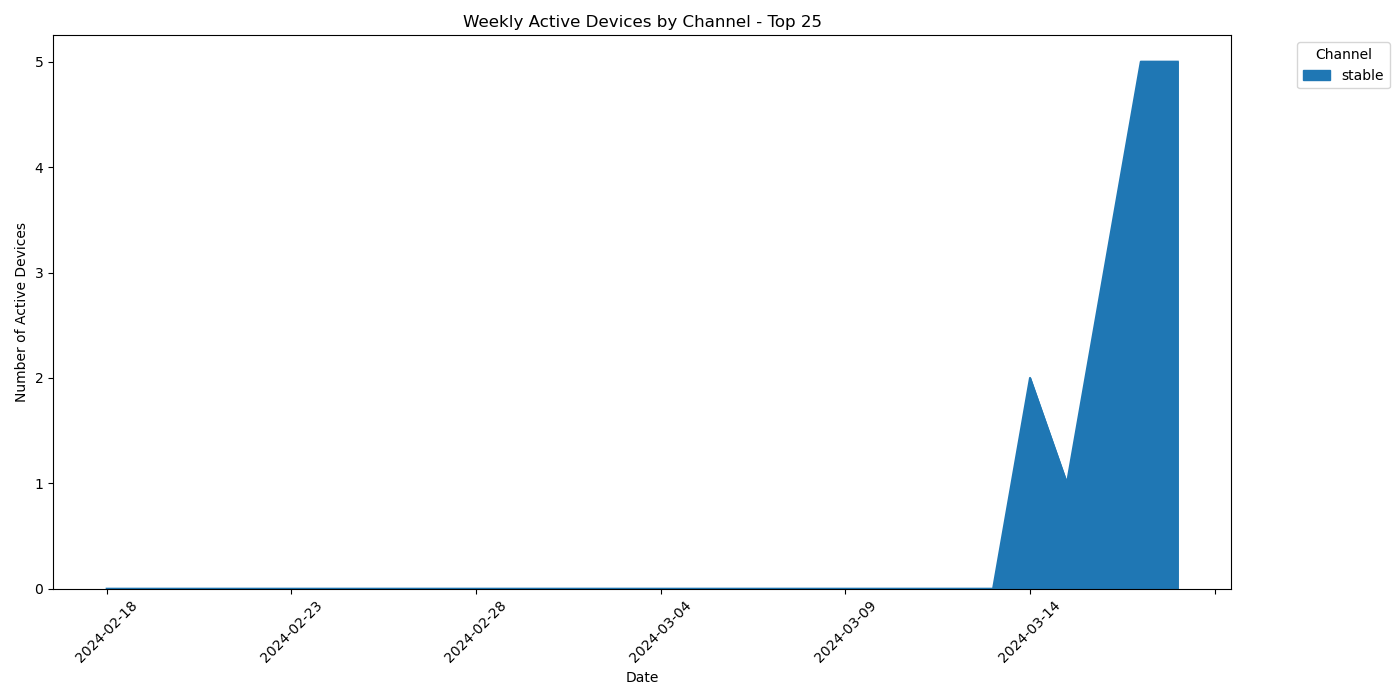 Weekly Active Devices by Channel - Top 25
Channel
stable
Number of Active Devices
5
4
3
2
1
0
2024-02-18
2024-02-23
2024-02-28
2024-03-04
2024-03-09
2024-03-14
Date